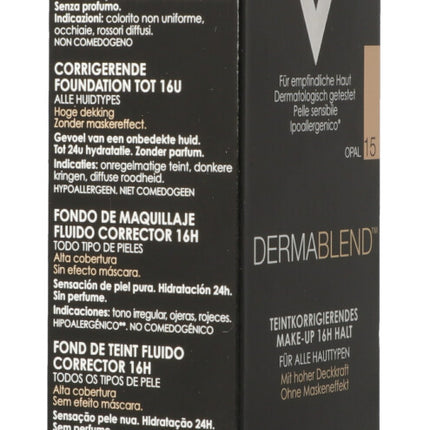 Senza profumo.
Indicazioni: colorito non uniforme,
occhiaie, rossori diffusi.
NON COMEDOGENO
CORRIGERENDE
FOUNDATION TOT 16U
ALLE HUIDTYPES
Hoge dekking
Zonder maskereffect.
Gevoel van een onbedekte huid.
Tot 24u hydratatie. Zonder parfum.
Indicaties: onregelmatige teint, donkere
kringen, diffuse roodheid.
HYPOALLERGEEN. NIET COMEDOGEEN
FONDO DE MAQUILLAJE
FLUIDO CORRECTOR 16H
TODO TIPO DE PIELES
Alta cobertura
Sin efecto máscara.
Sensación de piel pura. Hidratación 24h.
Sin perfume.
Indicaciones: tono irregular, ojeras, rojeces.
HIPOALERGÉNICO**. NO COMEDOGÉNICO
FOND DE TEINT FLUIDO
CORRECTOR 16H
TODOS OS TIPOS DE PELE
Alta cobertura
Sem efeito máscara.
Sensação pele nua. Hidratação 24H.
Sem perfume
V
Für empfindliche Haut
Dermatologisch getestet
Pelle sensibile
Ipoallergenico*
OPAL 15
DERMABLEND™
TEINTKORRIGIERENDES
MAKE-UP 16H HALT
FÜR ALLE HAUTTYPEN
Mit hoher Deckkraft
Ohne Maskeneffekt